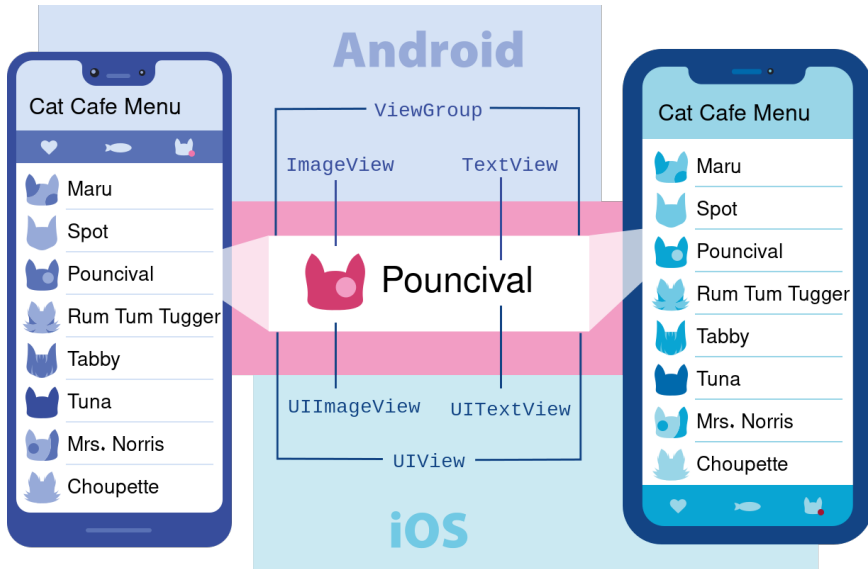 Android
Cat Cafe Menu
Maru
Spot
Pouncival
Rum Tum Tugger
Tabby
Tuna
Mrs. Norris
Choupette
ViewGroup
ImageView
TextView
Pouncival
UIImageView
UITextView
UIView
iOS
Cat Cafe Menu
Maru
Spot
Pouncival
Rum Tum Tugger
Tabby
Tuna
Mrs. Norris
Choupette